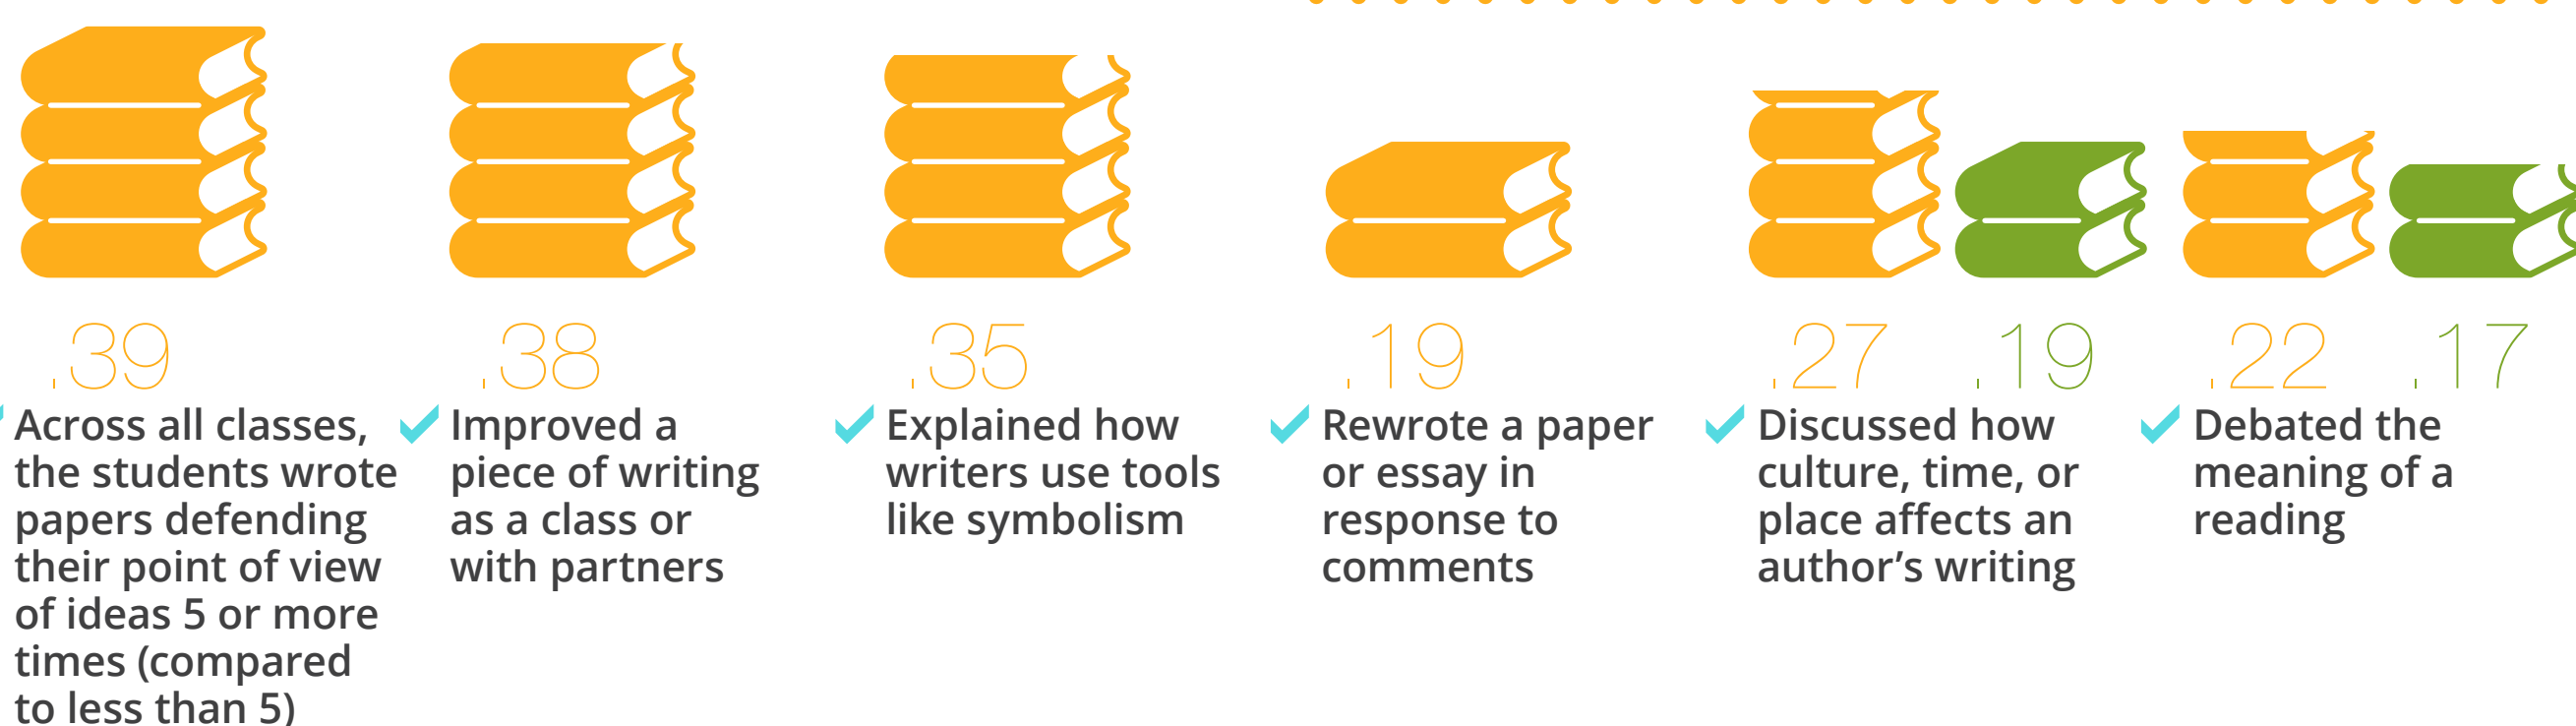 .39
Across all classes,
the students wrote
papers defending
their point of view
of ideas 5 or more
times (compared
to less than 5)
.38
Improved a
piece of writing
as a class or
with partners
.35
Explained how
writers use tools
like symbolism
.19
Rewrote a paper
or essay in
response to
comments
.27 .19
Discussed how
culture, time, or
place affects an
author’s writing
.22 .17
Debated the
meaning of a
reading